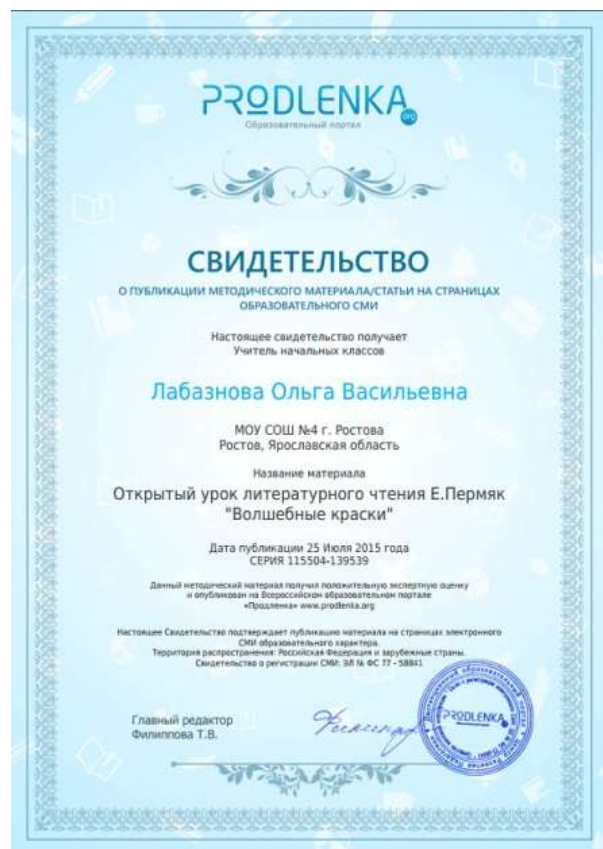 PRODLENKA
.org
Образовательный портал
СВИДЕТЕЛЬСТВО
О ПУБЛИКАЦИИ МЕТОДИЧЕСКОГО МАТЕРИАЛА/СТАТЬИ НА СТРАНИЦАХ
ОБРАЗОВАТЕЛЬНОГО СМИ
Настоящее свидетельство получает
Учитель начальных классов
Лабазнова Ольга Васильевна
МОУ СОШ №4 г. Ростова
Ростов, Ярославская область
Название материала
Открытый урок литературного чтения Е.Пермяк
"Волшебные краски"
Дата публикации 25 Июля 2015 года
СЕРИЯ 115504-139539
Данный методический материал получил положительную экспертную оценку
и опубликован на Всероссийском образовательном портале
«Продленка» www.prodlenka.org
Настоящее Свидетельство подтверждает публикацию материала на страницах электронного
СМИ образовательного характера.
Территория распространения: Российская Федерация и зарубежные страны.
Свидетельство о регистрации СМИ: ЭЛ № ФС 77 - 58841
Главный редактор
Филиппова Т.В.
PRODLENKA